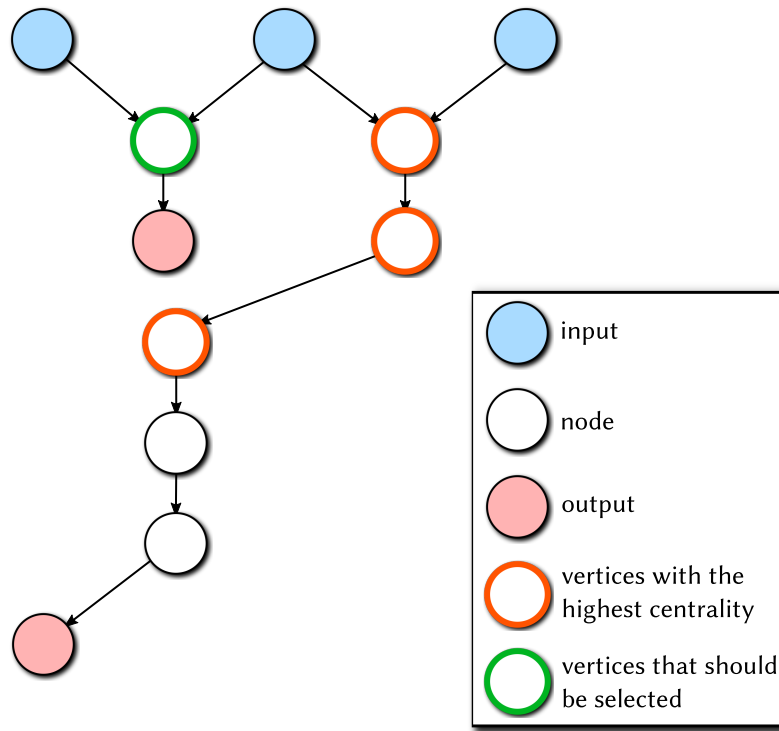 input
node
output
vertices with the
highest centrality
vertices that should
be selected